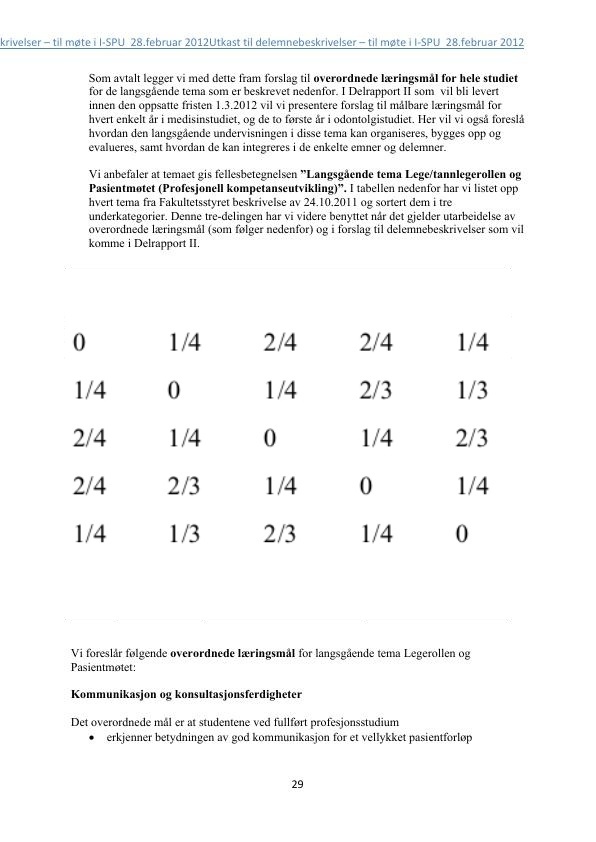 krivelser – til møte i I-SPU 28.februar 2012Utkast til delemnebeskrivelser – til møte i I-SPU 28.februar 2012
Som avtalt legger vi med dette fram forslag til overordnede læringsmål for hele studiet
for de langsgående tema som er beskrevet nedenfor. I Delrapport II som vil bli levert
innen den oppsatte fristen 1.3.2012 vil vi presentere forslag til målbare læringsmål for
hvert enkelt år i medisinstudiet, og de to første år i odontolgistudiet. Her vil vi også foreslå
hvordan den langsgående undervisningen i disse tema kan organiseres, bygges opp og
evalueres, samt hvordan de kan integreres i de enkelte emner og delemner.
Vi anbefaler at temaet gis fellesbetegnelsen ”Langsgående tema Lege/tannlegerollen og
Pasientmøtet (Profesjonell kompetanseutvikling)”. I tabellen nedenfor har vi listet opp
hvert tema fra Fakultetsstyret beskrivelse av 24.10.2011 og sortert dem i tre
underkategorier. Denne tre-delingen har vi videre benyttet når det gjelder utarbeidelse av
overordnede læringsmål (som følger nedenfor) og i forslag til delemnebeskrivelser som vil
komme i Delrapport II.
0 1/4 2/4 2/4 1/4
1/4 0 1/4 2/3 1/3
2/4 1/4 0 1/4 2/3
2/4 2/3 1/4 0 1/4
1/4 1/3 2/3 1/4 0
Vi foreslår følgende overordnede læringsmål for langsgående tema Legerollen og
Pasientmøtet:
Kommunikasjon og konsultasjonsferdigheter
Det overordnede mål er at studentene ved fullført profesjonsstudium
• erkjenner betydningen av god kommunikasjon for et vellykket pasientforløp
29